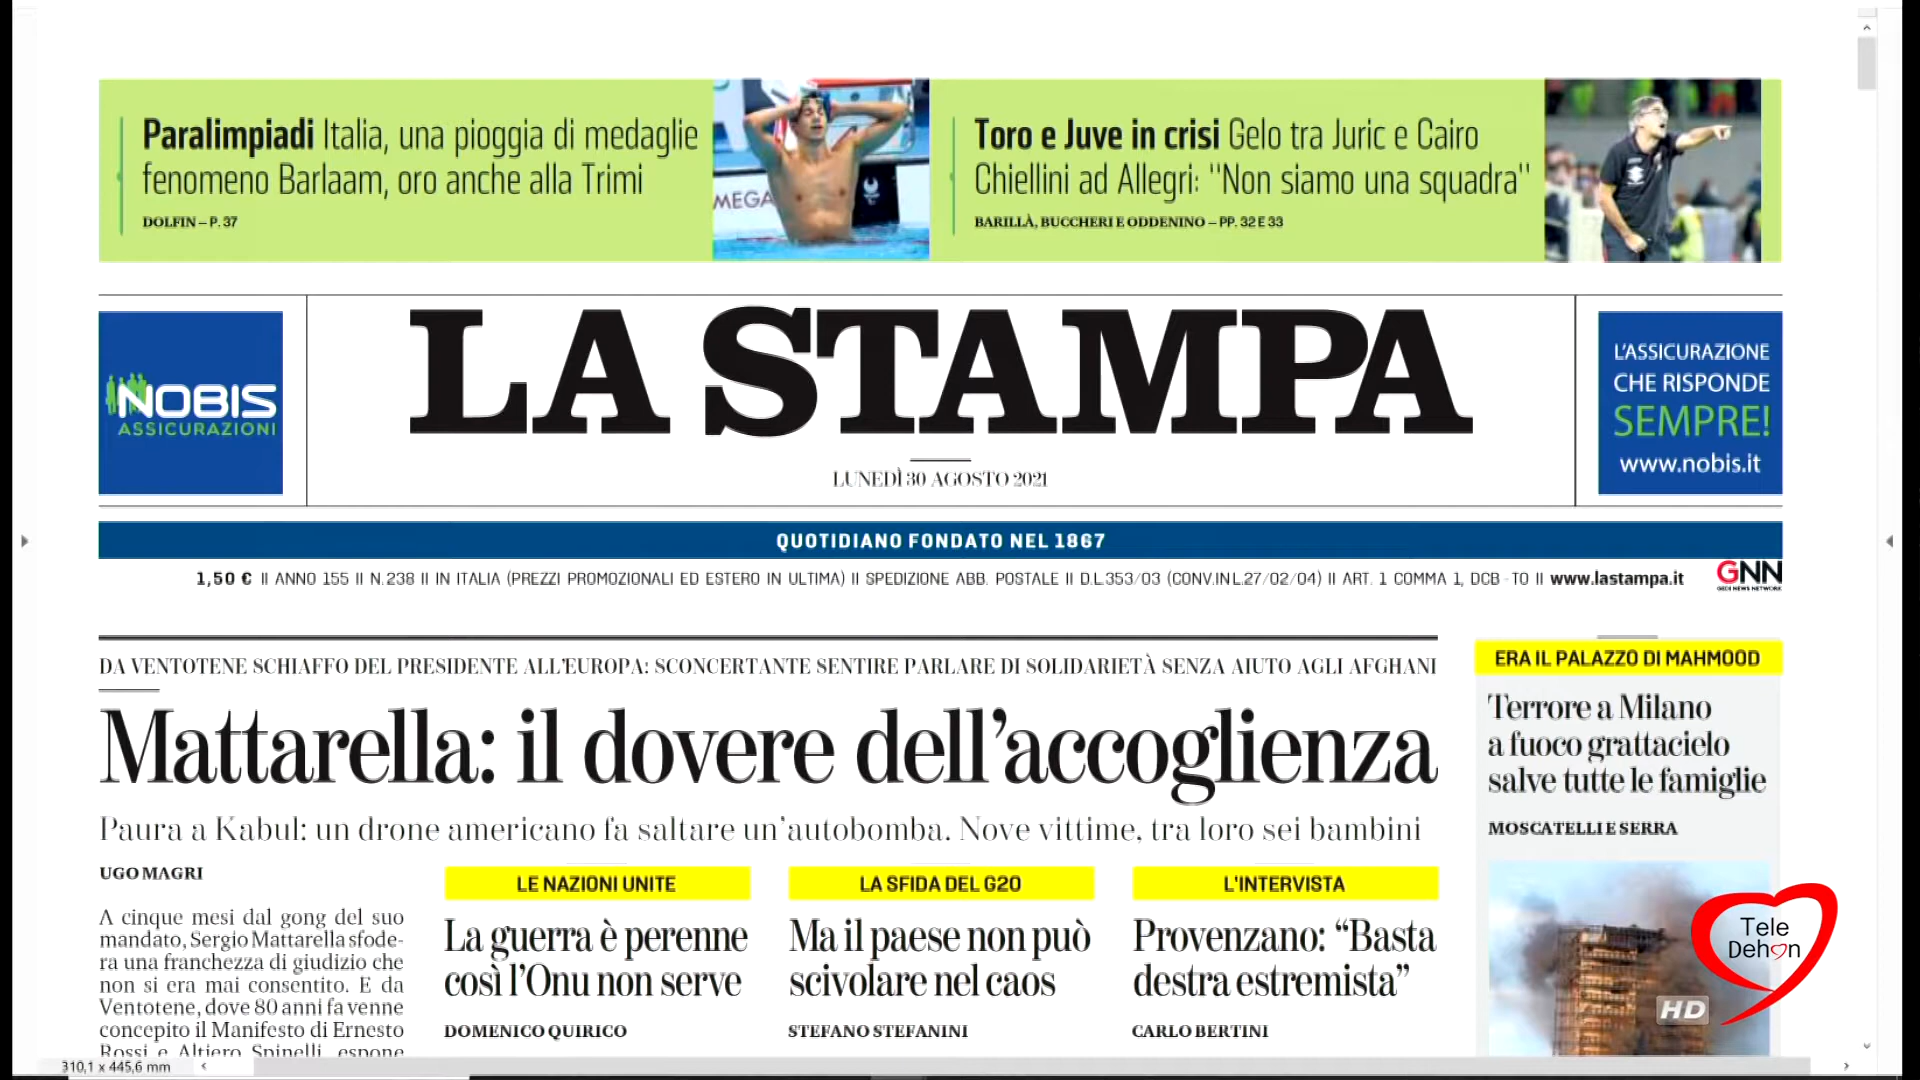 Paralimpiadi Italia, una pioggia di medaglie
fenomeno Barlaam, oro anche alla Trimi
DOLFIN – P. 37
MEGA
Toro e Juve in crisi Gelo tra Juric e Cairo
Chiellini ad Allegri: "Non siamo una squadra"
BARILLÀ, BUCCHERI E ODDENINO – PP. 32 E 33
NOBIS
ASSICURAZIONI
LA STAMPA
LUNEDÌ 30 AGOSTO 2021
L'ASSICURAZIONE
CHE RISPONDE
SEMPRE!
www.nobis.it
QUOTIDIANO FONDATO NEL 1867
1,50 € II ANNO 155 II N.238 II IN ITALIA (PREZZI PROMOZIONALI ED ESTERO IN ULTIMA) II SPEDIZIONE ABB. POSTALE II D.L.353/03 (CONV.IN L.27/02/04) II ART. 1 COMMA 1, DCB - TO II www.lastampa.it
GNN
GEDI NEWS NETWORK
DA VENTOTENE SCHIAFFO DEL PRESIDENTE ALL'EUROPA: SCONCERTANTE SENTIRE PARLARE DI SOLIDARIETÀ SENZA AIUTO AGLI AFGHANI
Mattarella: il dovere dell'accoglienza
Paura a Kabul: un drone americano fa saltare un'autobomba. Nove vittime, tra loro sei bambini
UGO MAGRI
A cinque mesi dal gong del suo
mandato, Sergio Mattarella sfode-
ra una franchezza di giudizio che
non si era mai consentito. E da
Ventotene, dove 80 anni fa venne
concepito il Manifesto di Ernesto
Rossi e Altiero Spinelli, espone
LE NAZIONI UNITE
La guerra è perenne
così l'Onu non serve
DOMENICO QUIRICO
LA SFIDA DEL G20
Ma il paese non può
scivolare nel caos
STEFANO STEFANINI
L'INTERVISTA
Provenzano: “Basta
destra estremista”
CARLO BERTINI
ERA IL PALAZZO DI MAHMOOD
Terrore a Milano
a fuoco grattacielo
salve tutte le famiglie
MOSCATELLI E SERRA
Tele
Dehon
HD
310,1 x 445,6 mm